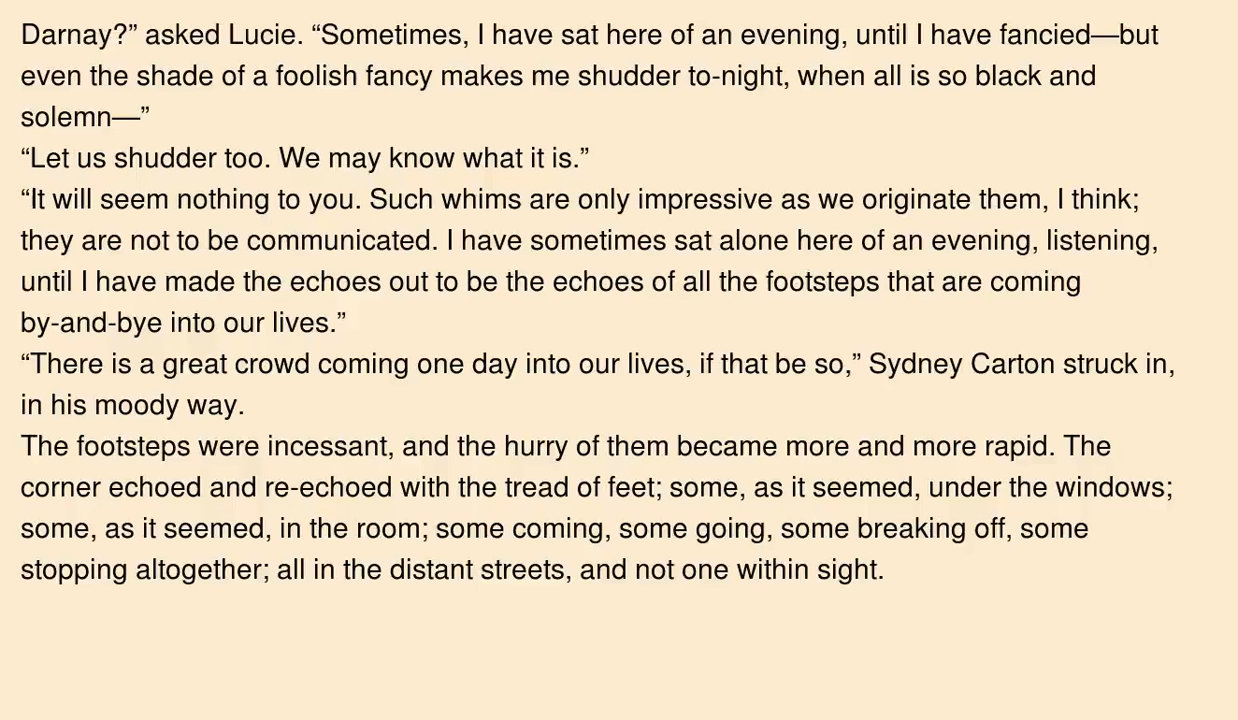 Darnay?” asked Lucie. “Sometimes, I have sat here of an evening, until I have fancied—but
even the shade of a foolish fancy makes me shudder to-night, when all is so black and
solemn—”
“Let us shudder too. We may know what it is.”
“It will seem nothing to you. Such whims are only impressive as we originate them, I think;
they are not to be communicated. I have sometimes sat alone here of an evening, listening,
until I have made the echoes out to be the echoes of all the footsteps that are coming
by-and-bye into our lives.”
“There is a great crowd coming one day into our lives, if that be so,” Sydney Carton struck in,
in his moody way.
The footsteps were incessant, and the hurry of them became more and more rapid. The
corner echoed and re-echoed with the tread of feet; some, as it seemed, under the windows;
some, as it seemed, in the room; some coming, some going, some breaking off, some
stopping altogether; all in the distant streets, and not one within sight.